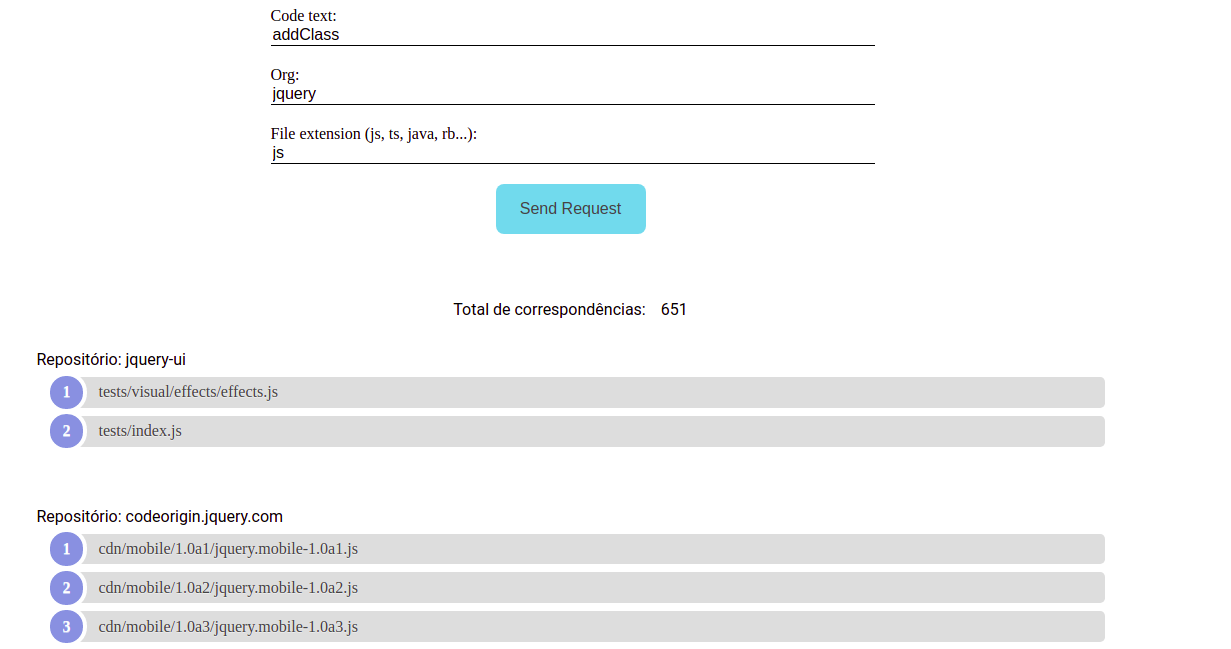 Code text:
addClass
Org:
jquery
File extension (js, ts, java, rb...):
js
Send Request
Total de correspondências: 651
Repositório: jquery-ui
1 tests/visual/effects/effects.js
2 tests/index.js
Repositório: codeorigin.jquery.com
1 cdn/mobile/1.0a1/jquery.mobile-1.0a1.js
2 cdn/mobile/1.0a2/jquery.mobile-1.0a2.js
3 cdn/mobile/1.0a3/jquery.mobile-1.0a3.js